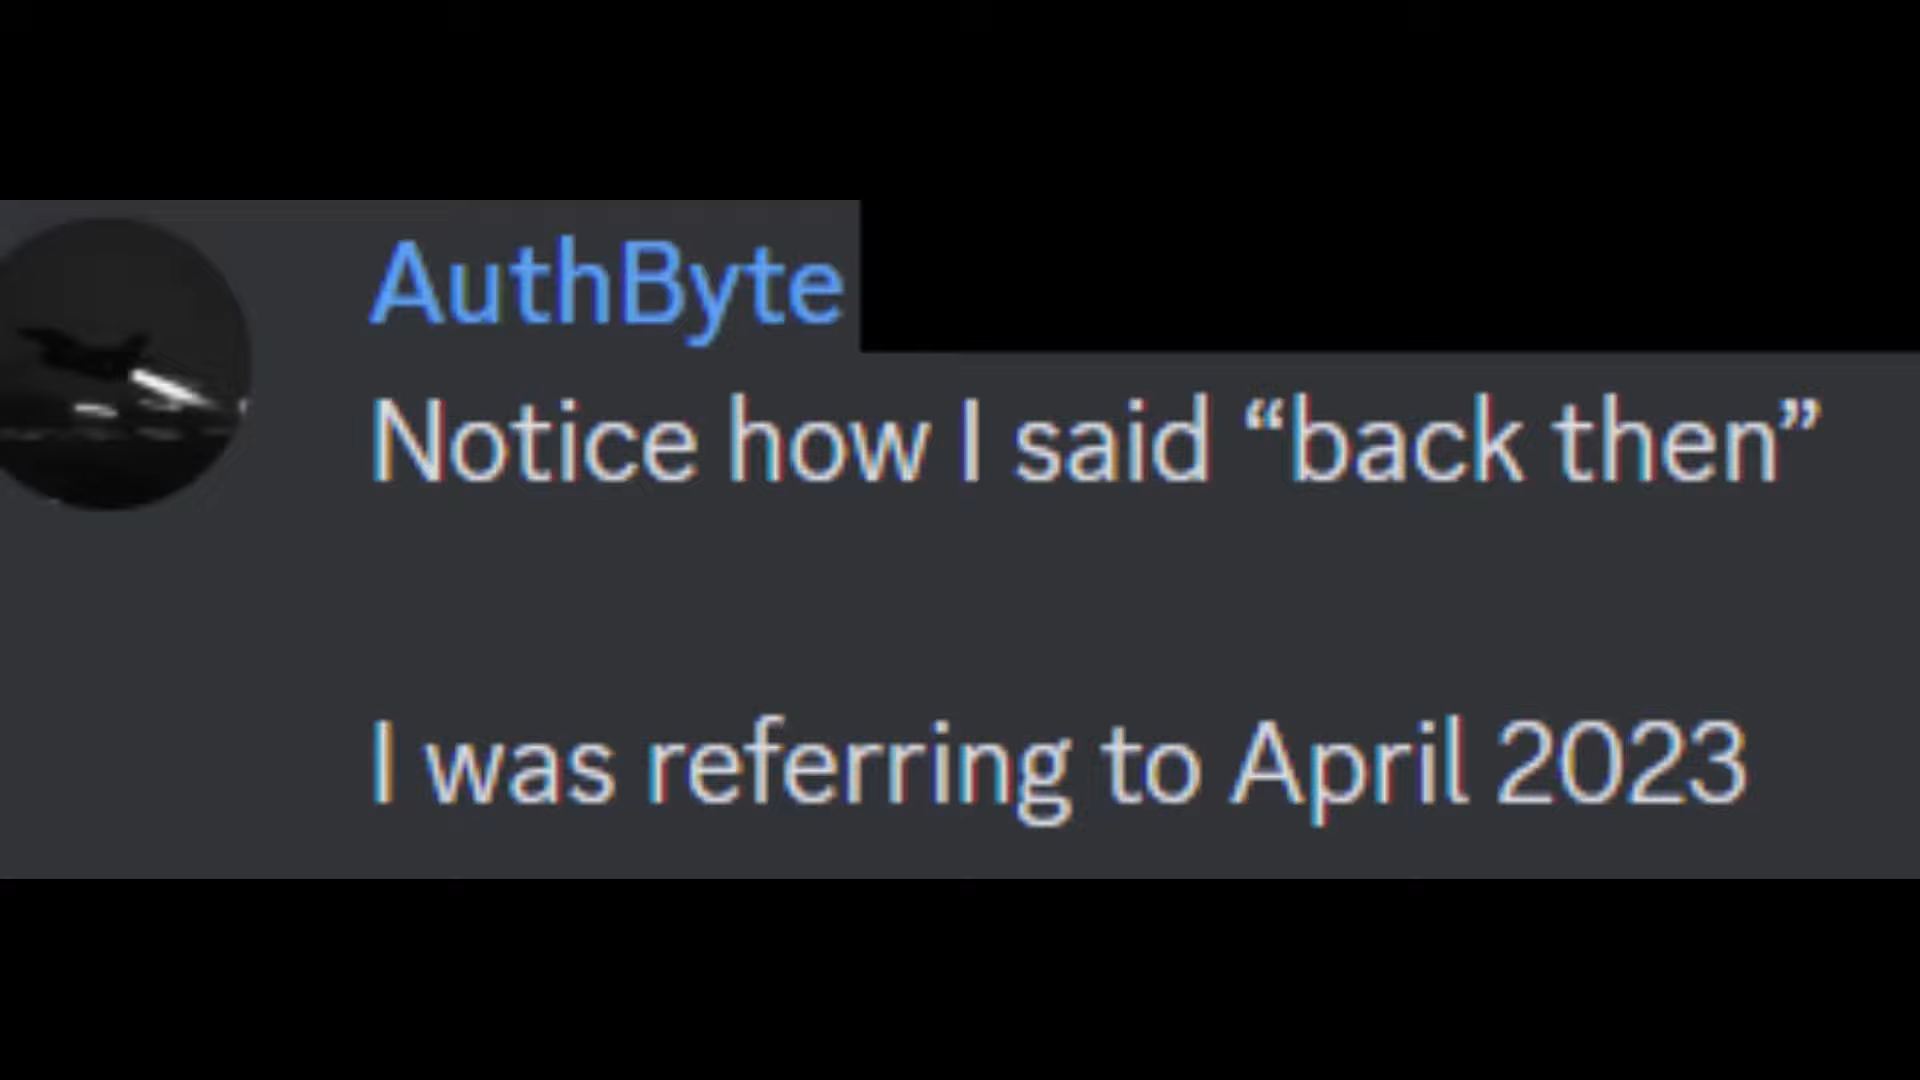 AuthByte
Notice how I said “back then”
I was referring to April 2023